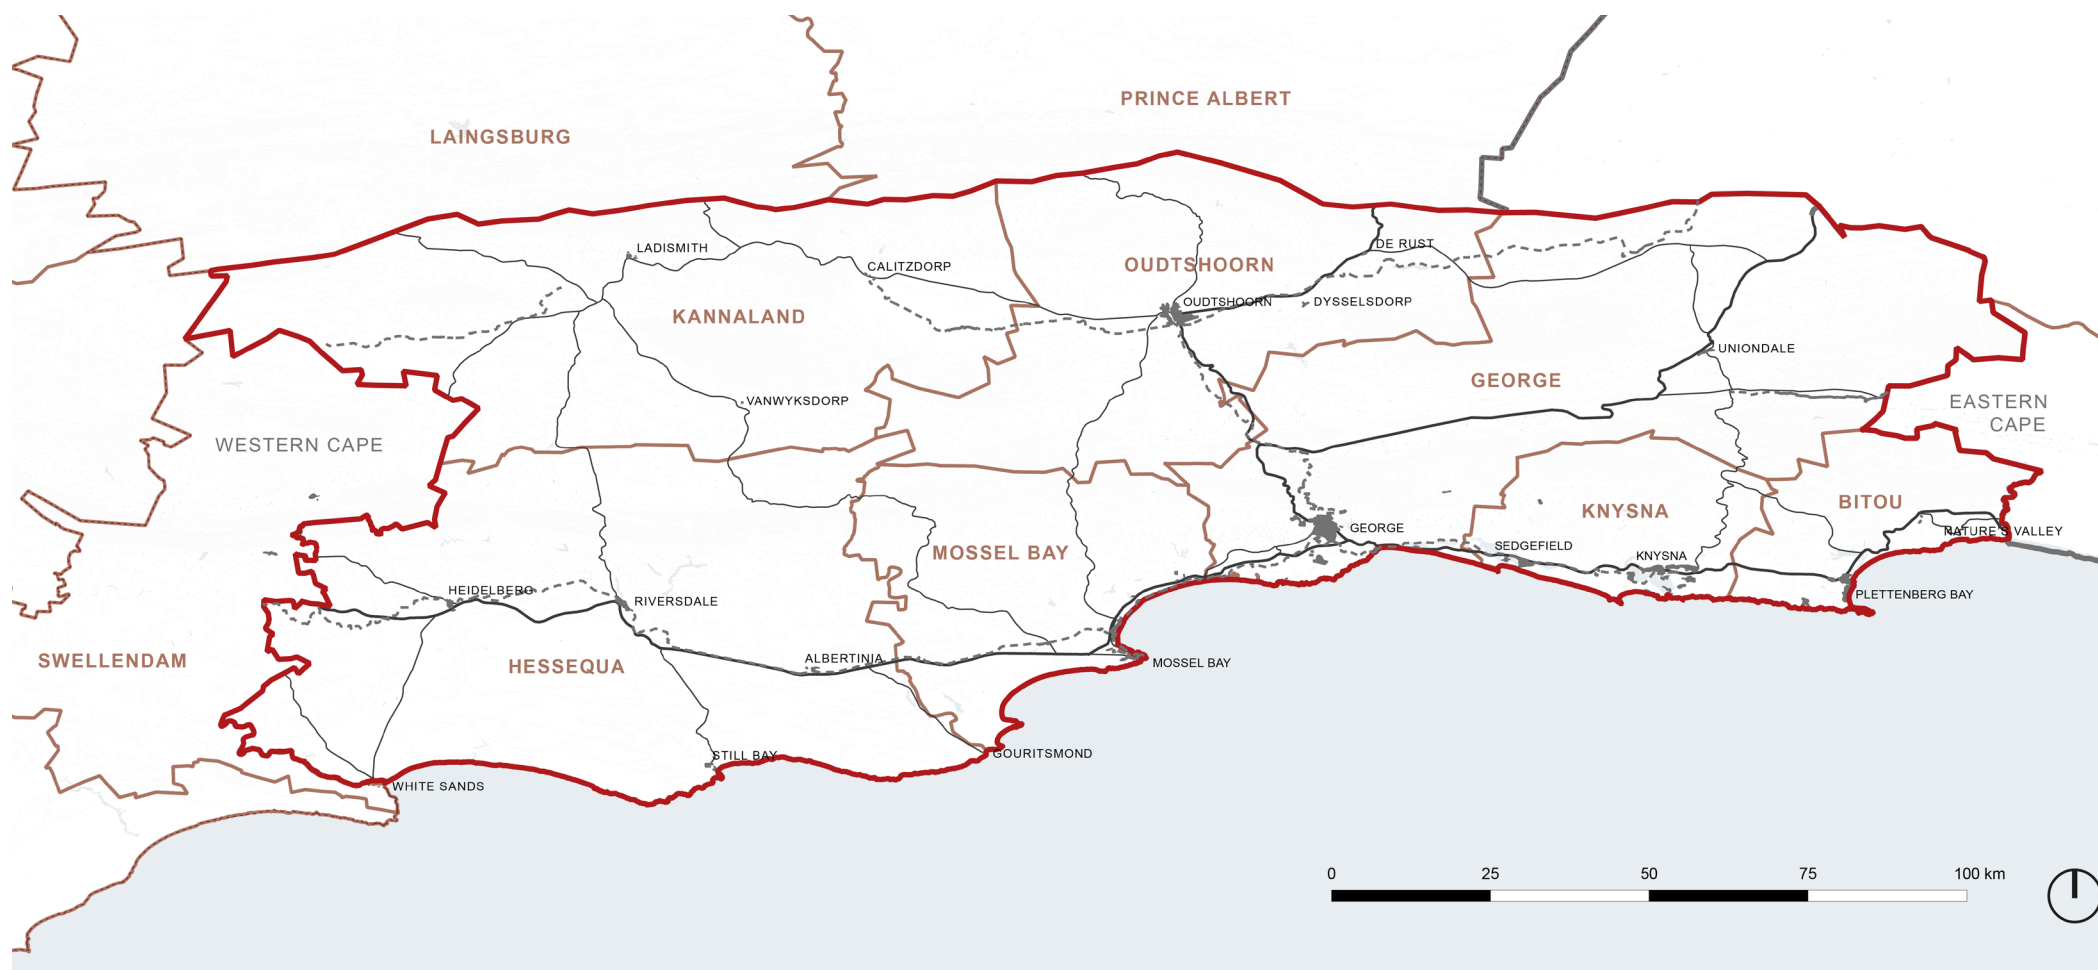 PRINCE ALBERT
LAINGSBURG
LADISMITH
DE RUST
CALITZDORP
OUDTSHOORN
OUDTSHOORN
DYSSELSDORP
KANNALAND
UNIONDALE
GEORGE
VANWYKSDORP
EASTERN
CAPE
WESTERN CAPE
BITOU
KNYSNA
GEORGE
NATURE'S VALLEY
SEDGEFIELD
MOSSEL BAY
KNYSNA
HEIDELBERG
PLETTENBERG BAY
RIVERSDALE
SWELLENDAM
ALBERTINIA
MOSSEL BAY
HESSEQUA
STILL BAY
GOURITSMOND
WHITE SANDS
0 25 50 75 100 km